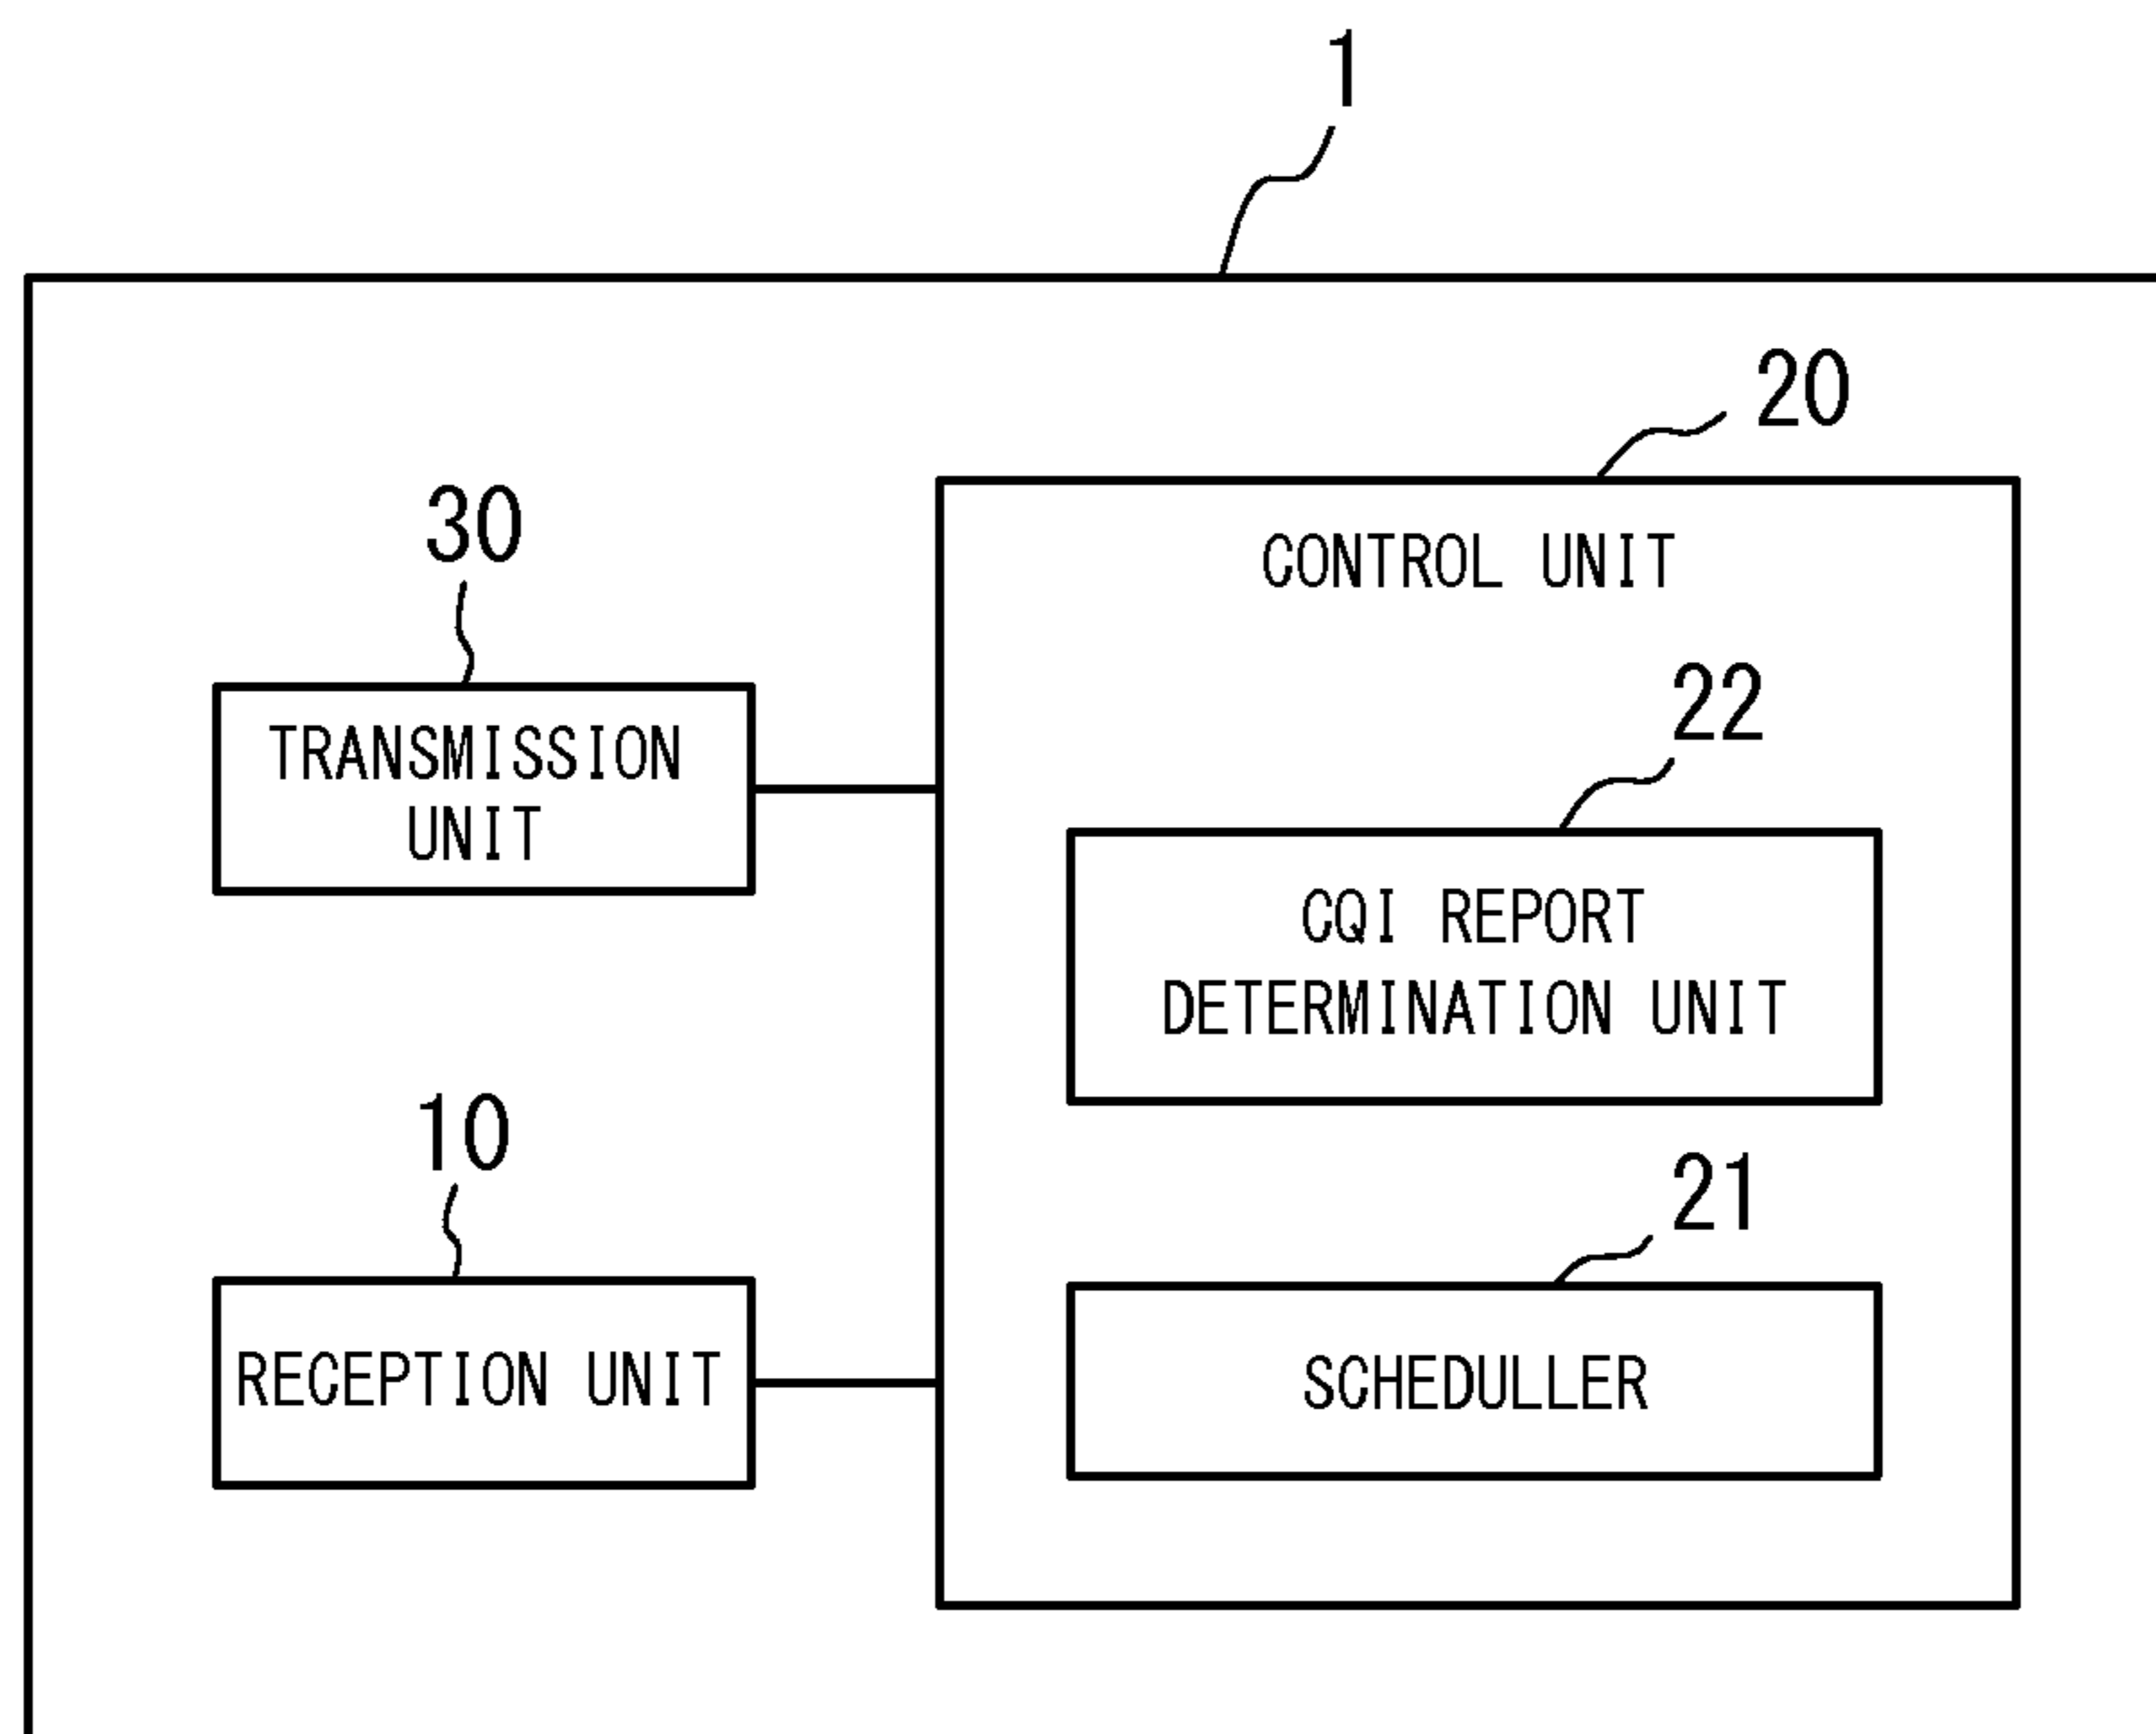 1
20
CONTROL UNIT
30
TRANSMISSION
UNIT
22
CQI REPORT
DETERMINATION UNIT
10
RECEPTION UNIT
21
SCHEDULLER